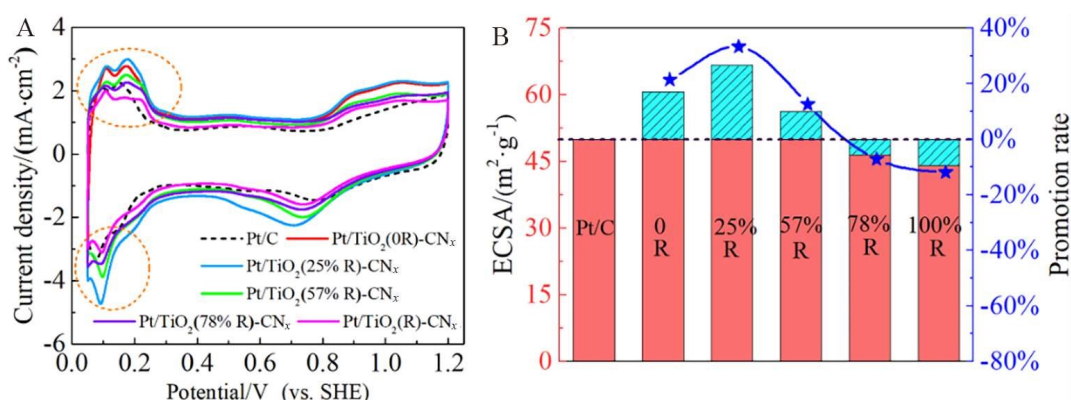 A
Current density/(mA·cm⁻²)
4
2
0
-2
-4
-6
0.0
0.2
0.4
0.6
0.8
1.0
1.2
Potential/V (vs. SHE)
Pt/C
Pt/TiO₂(0R)-CNₓ
Pt/TiO₂(25% R)-CNₓ
Pt/TiO₂(57% R)-CNₓ
Pt/TiO₂(78% R)-CNₓ
Pt/TiO₂(R)-CNₓ
B
ECSA/(m²·g⁻¹)
75
60
45
30
15
0
Pt/C
0
R
25%
R
57%
R
78%
R
100%
R
40%
20%
0%
-20%
-40%
-60%
-80%
Promotion rate